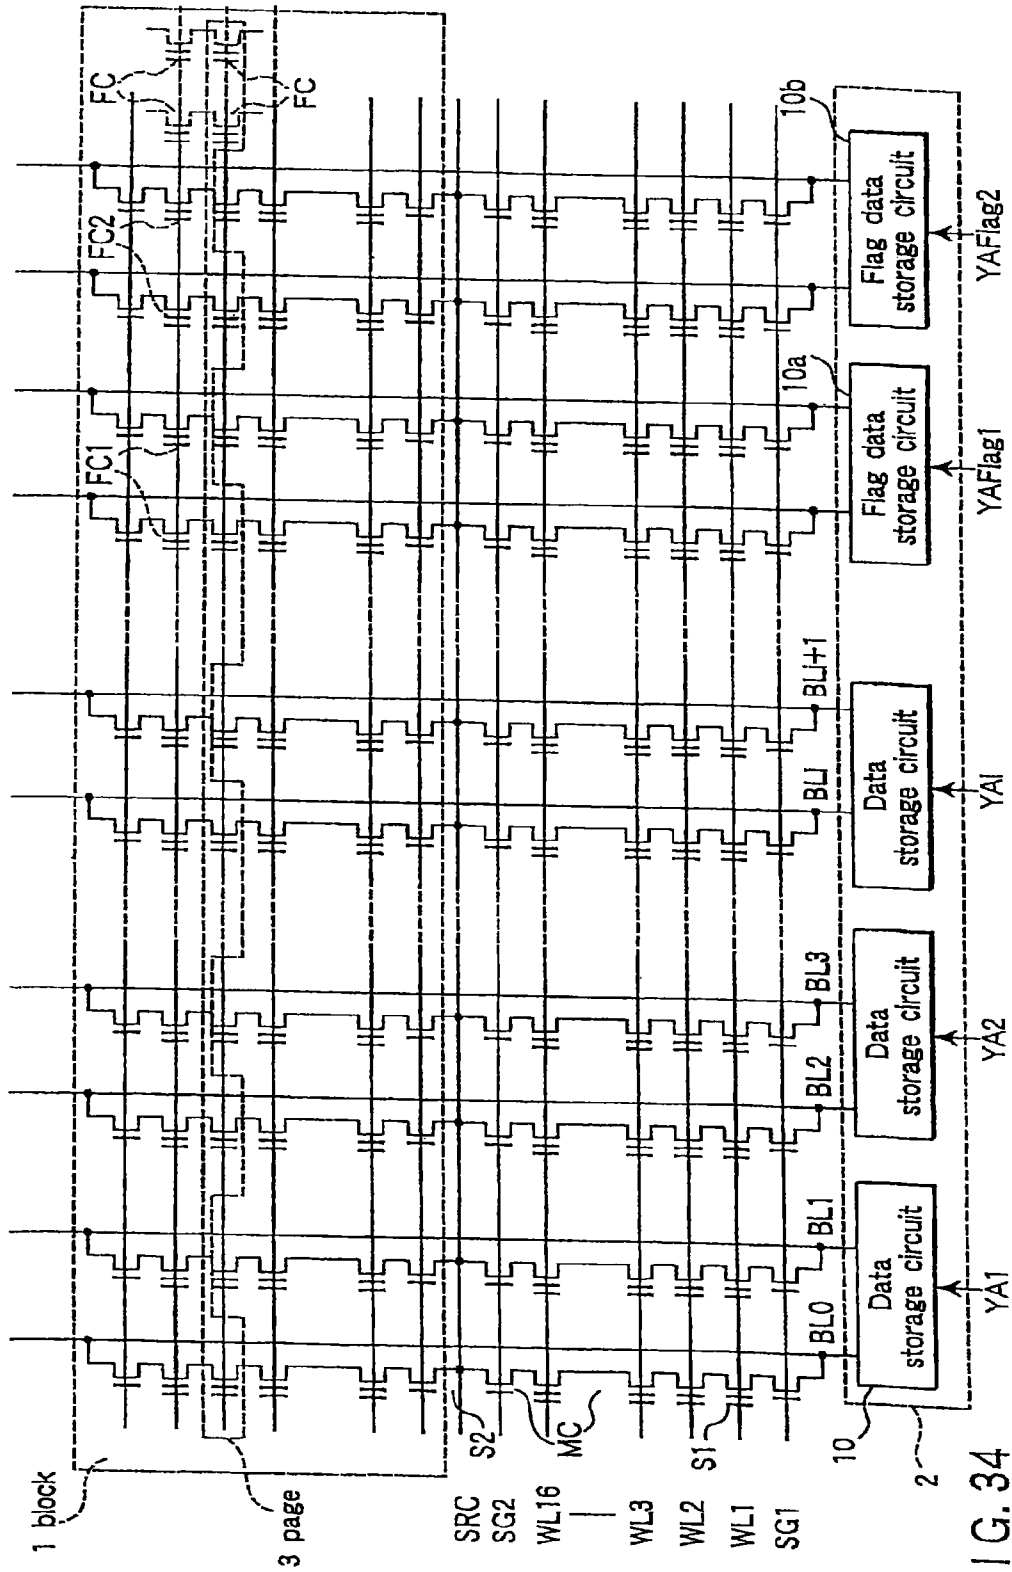 1 block
3 page
FC1
FC2
FC
FC
SRC
SG2
WL16
WL3
WL2
WL1
SG1
S2
MC
S1
BL0
BL1
BL2
BL3
BLi
BLi+1
10
10a
10b
2
Data
storage circuit
Data
storage circuit
Data
storage circuit
Flag data
storage circuit
Flag data
storage circuit
YA1
YA2
YAi
YAFlag1
YAFlag2
IG. 34